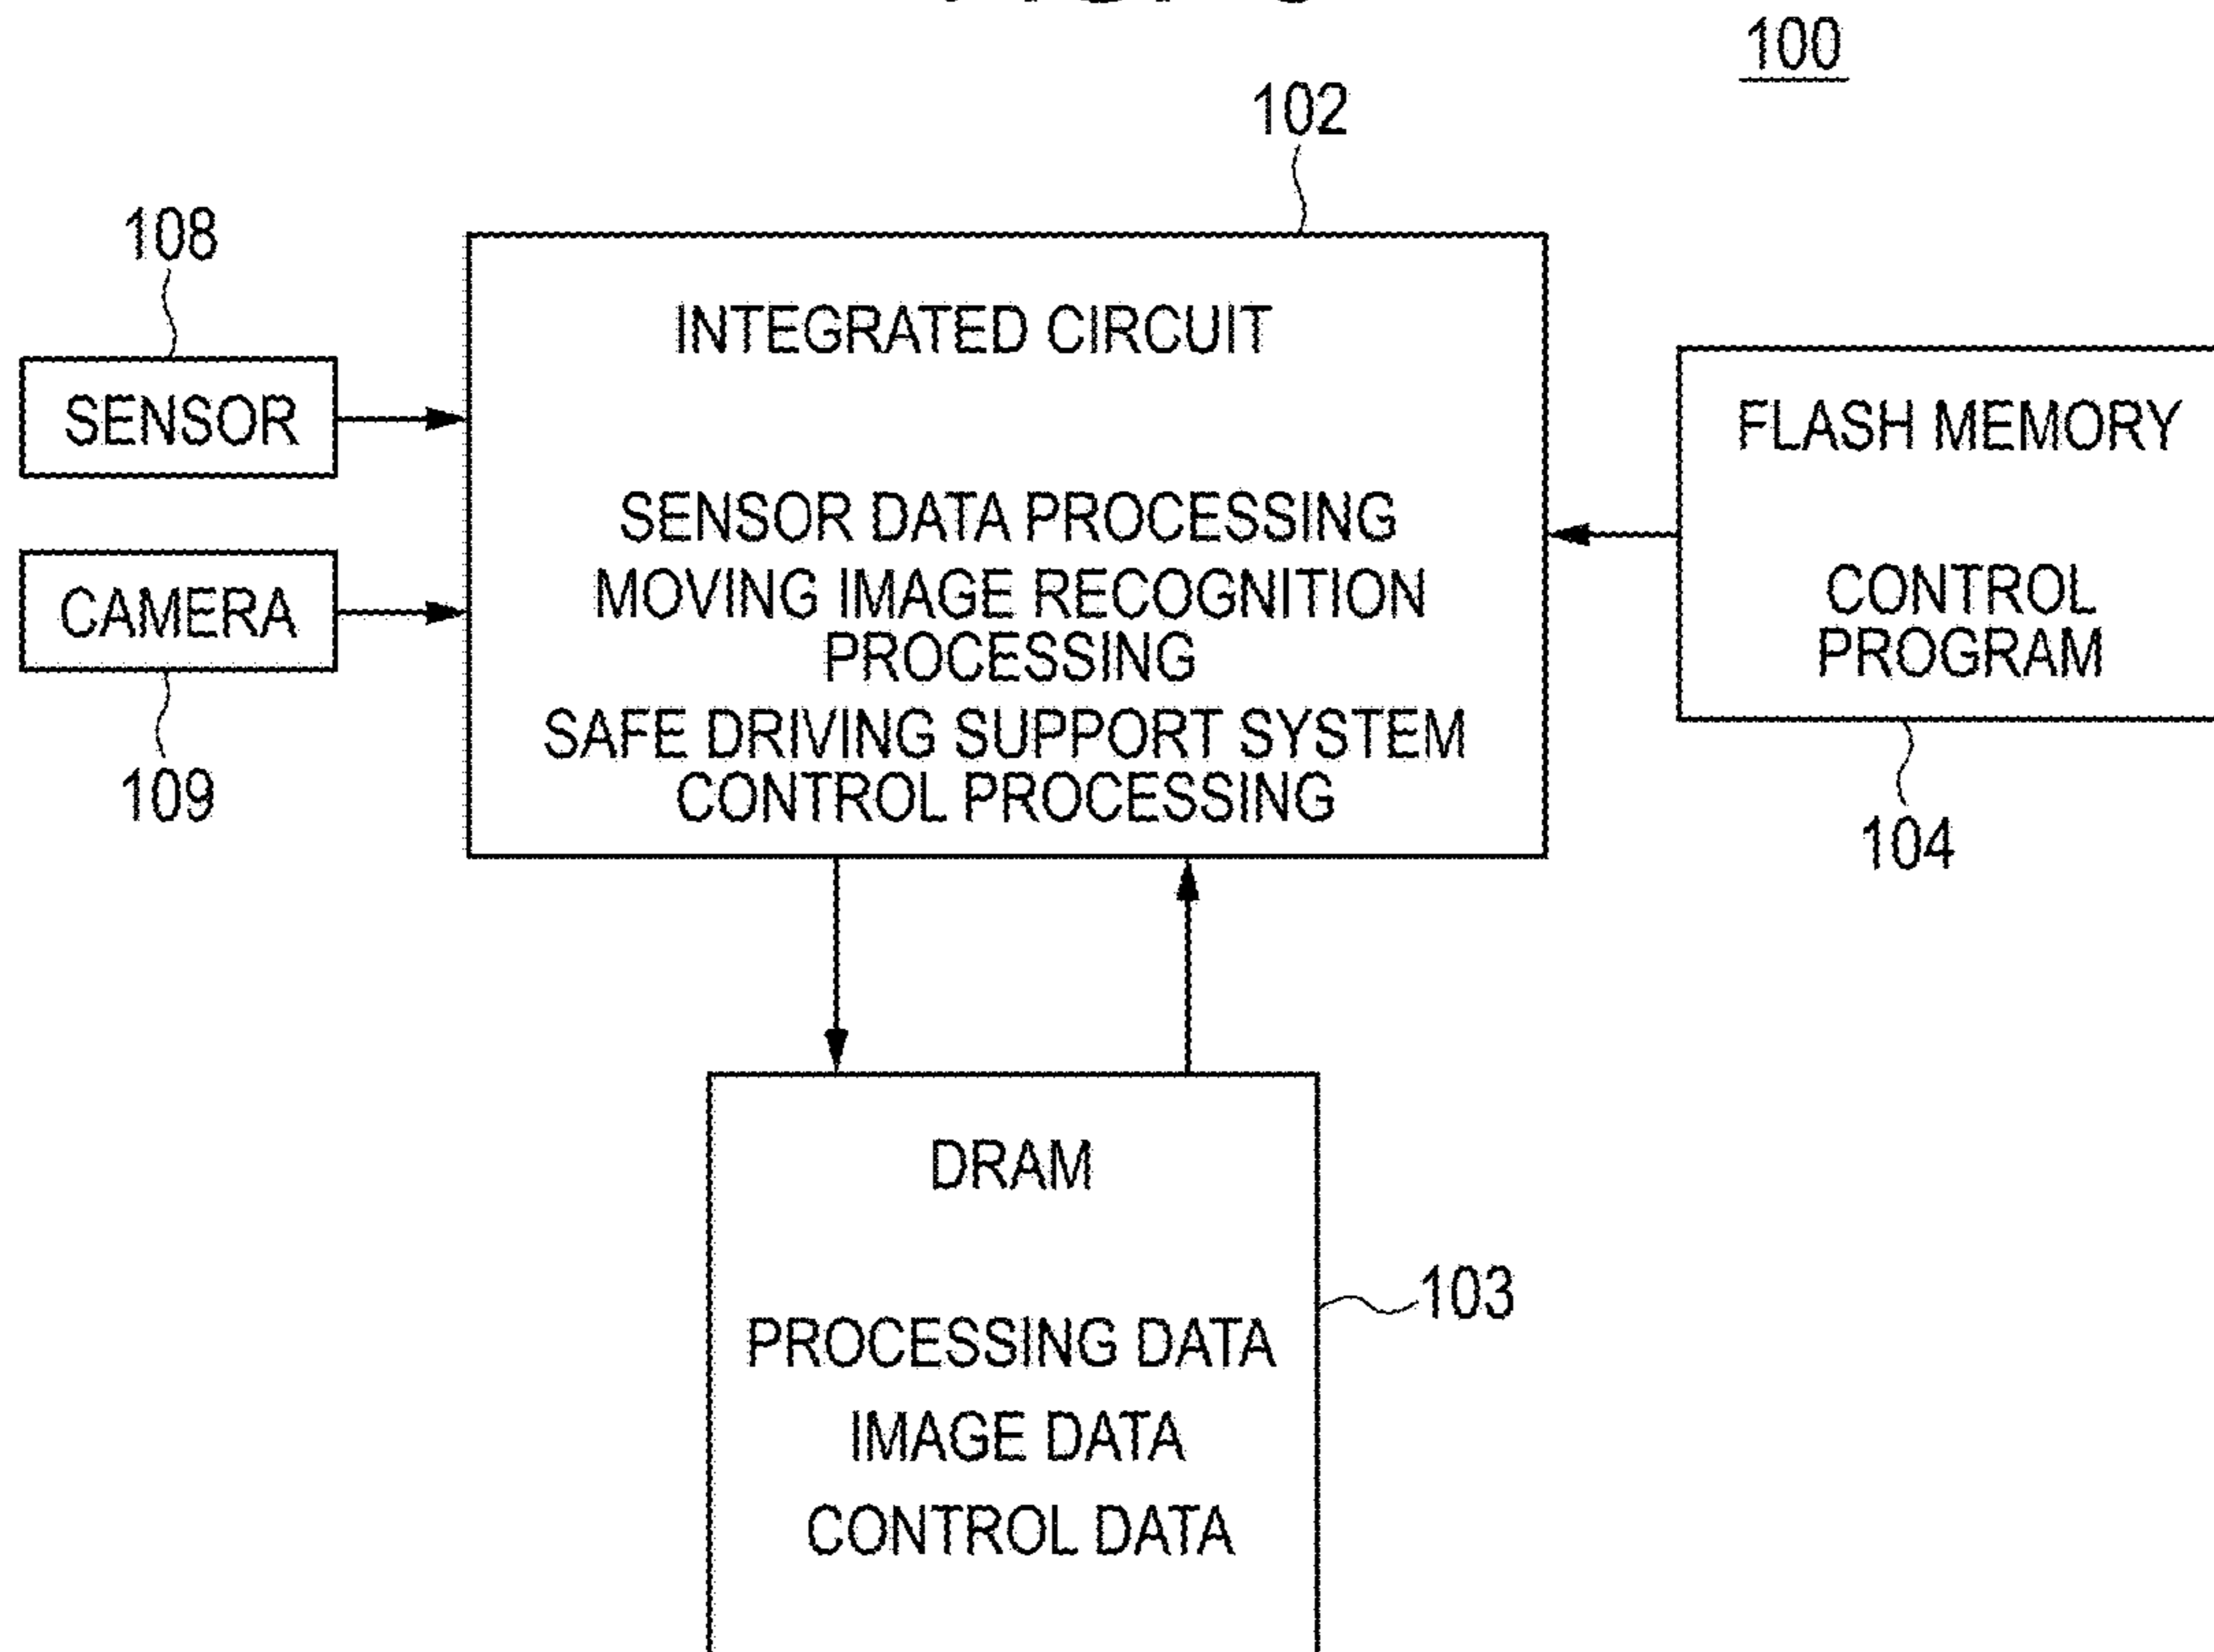 100
102
108
INTEGRATED CIRCUIT
SENSOR
FLASH MEMORY
SENSOR DATA PROCESSING
MOVING IMAGE RECOGNITION
PROCESSING
CAMERA
CONTROL
PROGRAM
SAFE DRIVING SUPPORT SYSTEM
CONTROL PROCESSING
109
104
DRAM
103
PROCESSING DATA
IMAGE DATA
CONTROL DATA